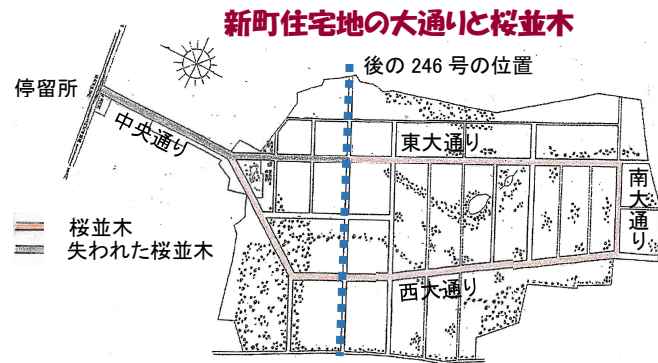 新町住宅地の大通りと桜並木
後の 246 号の位置
停留所
中央通り
東大通り
南大通り
桜並木
失われた桜並木
西大通り